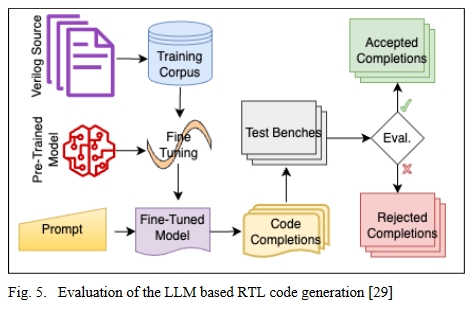 Verilog Source
Training
Corpus
Accepted
Completions
Pre-Trained
Model
Fine
Tuning
Test Benches
Eval.
Prompt
Fine-Tuned
Model
Code
Completions
Rejected
Completions
Fig. 5. Evaluation of the LLM based RTL code generation [29]